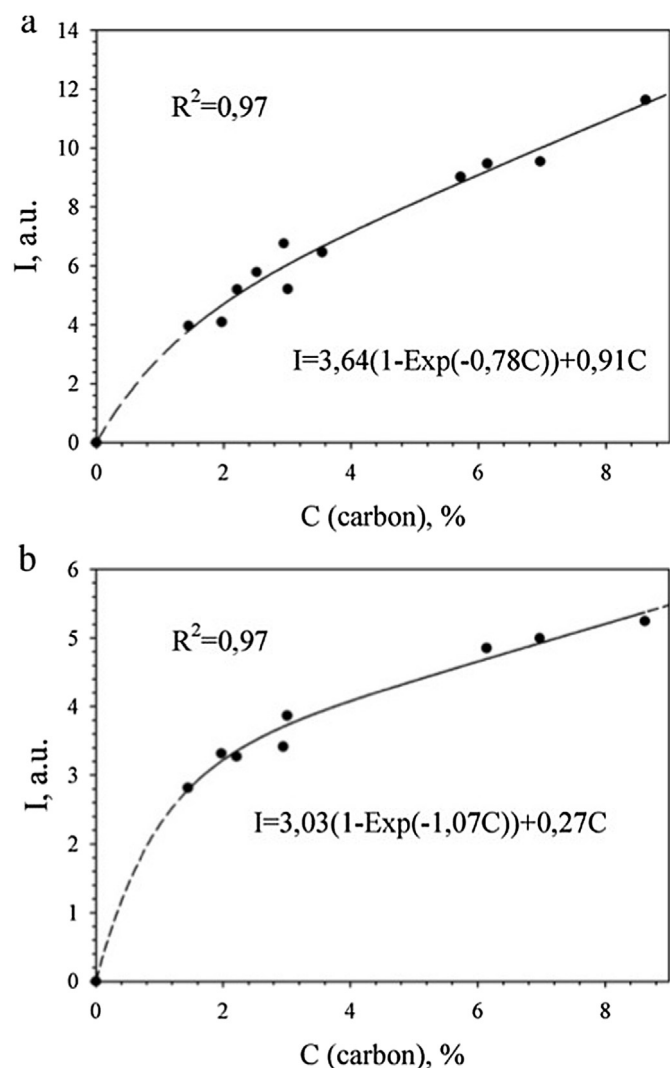 a
14
12
10
8
6
4
2
0
I, a.u.
R²=0,97
I=3,64(1-Exp(-0,78C))+0,91C
0 2 4 6 8
C (carbon), %
b
6
5
4
3
2
1
0
I, a.u.
R²=0,97
I=3,03(1-Exp(-1,07C))+0,27C
0 2 4 6 8
C (carbon), %